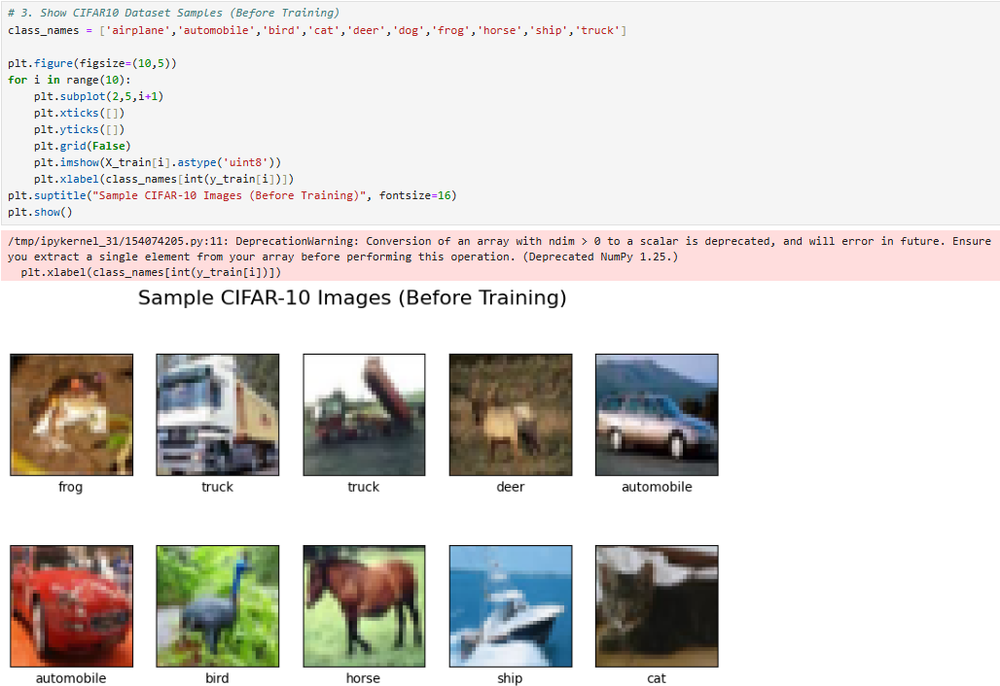 # 3. Show CIFAR10 Dataset Samples (Before Training)
class_names = ['airplane','automobile','bird','cat','deer','dog','frog','horse','ship','truck']
plt.figure(figsize=(10,5))
for i in range(10):
    plt.subplot(2,5,i+1)
    plt.xticks([])
    plt.yticks([])
    plt.grid(False)
    plt.imshow(X_train[i].astype('uint8'))
    plt.xlabel(class_names[int(y_train[i])])
plt.suptitle("Sample CIFAR-10 Images (Before Training)", fontsize=16)
plt.show()
/tmp/ipykernel_31/154074205.py:11: DeprecationWarning: Conversion of an array with ndim > 0 to a scalar is deprecated, and will error in future. Ensure
you extract a single element from your array before performing this operation. (Deprecated NumPy 1.25.)
  plt.xlabel(class_names[int(y_train[i])])
Sample CIFAR-10 Images (Before Training)
frog truck truck deer automobile
automobile bird horse ship cat